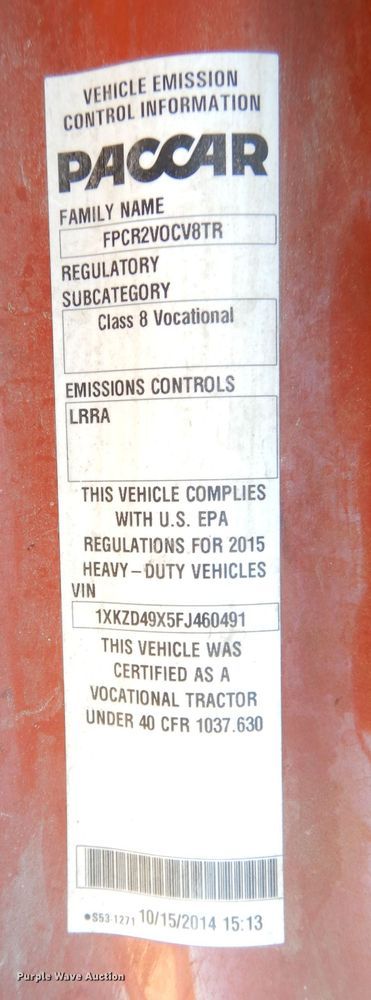 VEHICLE EMISSION
CONTROL INFORMATION
PACCAR
FAMILY NAME
FPCR2VOCV8TR
REGULATORY
SUBCATEGORY
Class 8 Vocational
EMISSIONS CONTROLS
LRRA
THIS VEHICLE COMPLIES
WITH U.S. EPA
REGULATIONS FOR 2015
HEAVY-DUTY VEHICLES
VIN
1XKZD49X5FJ460491
THIS VEHICLE WAS
CERTIFIED AS A
VOCATIONAL TRACTOR
UNDER 40 CFR 1037.630
•S53-1271 10/15/2014 15:13
Purple Wave Auction